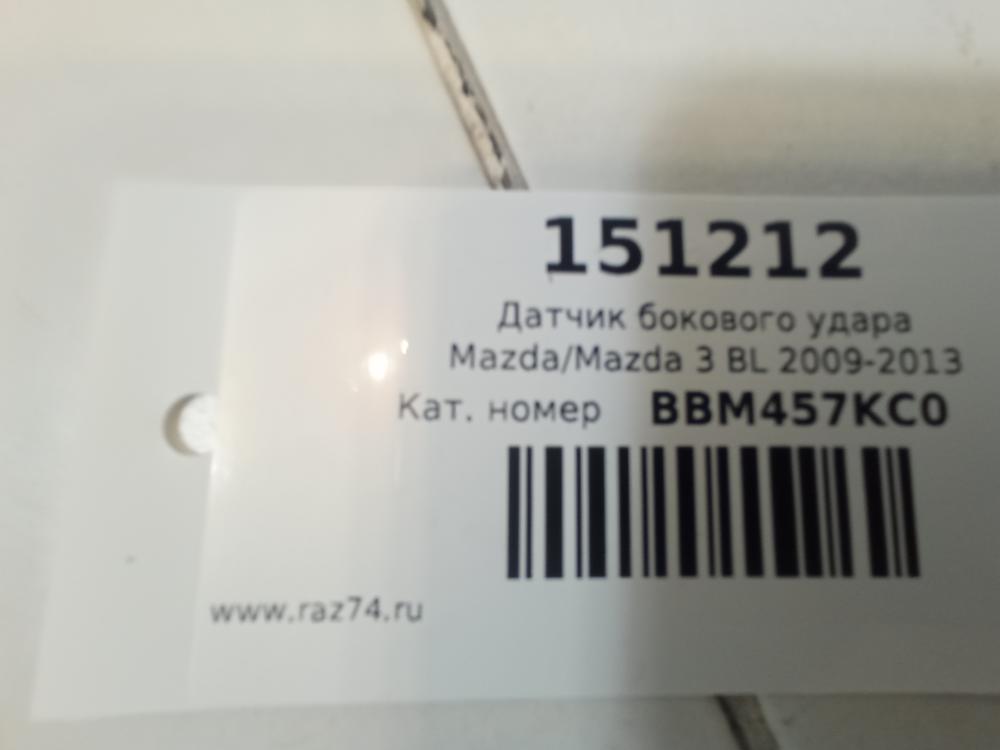 151212
Датчик бокового удара
Mazda/Mazda 3 BL 2009-2013
Кат. номер BBM457KC0
www.raz74.ru